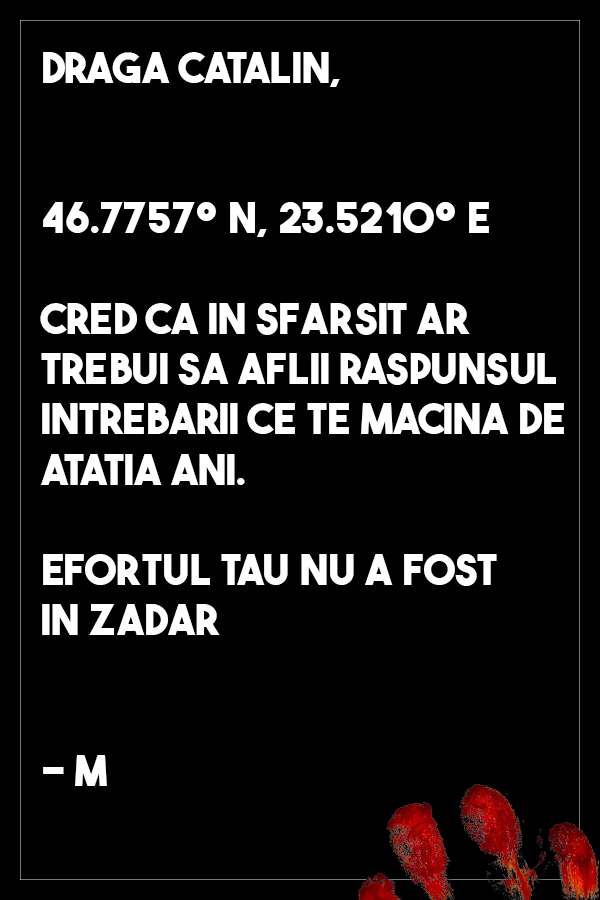 DRAGA CATALIN,
46.7757° N, 23.5210° E
CRED CA IN SFARSIT AR
TREBUI SA AFLII RASPUNSUL
INTREBARII CE TE MACINA DE
ATATIA ANI.
EFORTUL TAU NU A FOST
IN ZADAR
- M